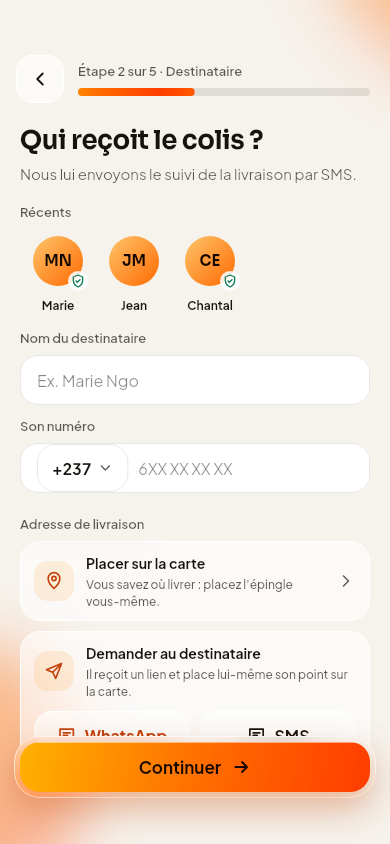 Étape 2 sur 5 · Destinataire
Qui reçoit le colis ?
Nous lui envoyons le suivi de la livraison par SMS.
Récents
MN
JM
CE
Marie
Jean
Chantal
Nom du destinataire
Ex. Marie Ngo
Son numéro
+237
6XX XX XX XX
Adresse de livraison
Placer sur la carte
Vous savez où livrer : placez l'épingle
vous-même.
Demander au destinataire
Il reçoit un lien et place lui-même son point sur
la carte.
WhatsApp
SMS
Continuer